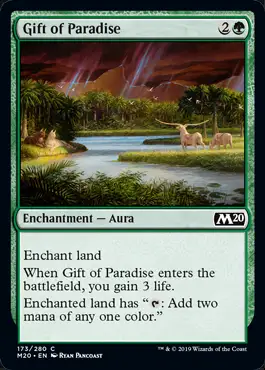 Gift of Paradise 2
Enchantment — Aura M20
Enchant land
When Gift of Paradise enters the
battlefield, you gain 3 life.
Enchanted land has “: Add two
mana of any one color.”
173/280 C
M20 • EN Ryan Pancoast
™ & © 2019 Wizards of the Coast